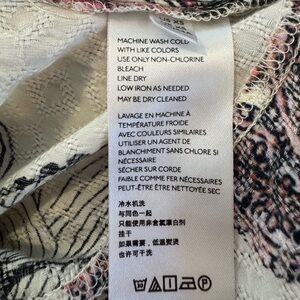 MACHINE WASH COLD
WITH LIKE COLORS
USE ONLY NON-CHLORINE
BLEACH
LINE DRY
LOW IRON AS NEEDED
MAY BE DRY CLEANED
LAVAGE EN MACHINE À
TEMPÉRATURE FROIDE
AVEC COULEURS SIMILAIRES
UTILISER UN AGENT DE
BLANCHIMENT SANS CHLORE SI
NÉCESSAIRE
SÉCHER SUR CORDE
FAIBLE COMME FER NÉCESSAIRES
PEUT-ÊTRE ÊTRE NETTOYÉE SEC
冷水机洗
与同色一起
只能使用非含氯漂白剂
挂干
如果需要，低温熨烫
也许可干洗